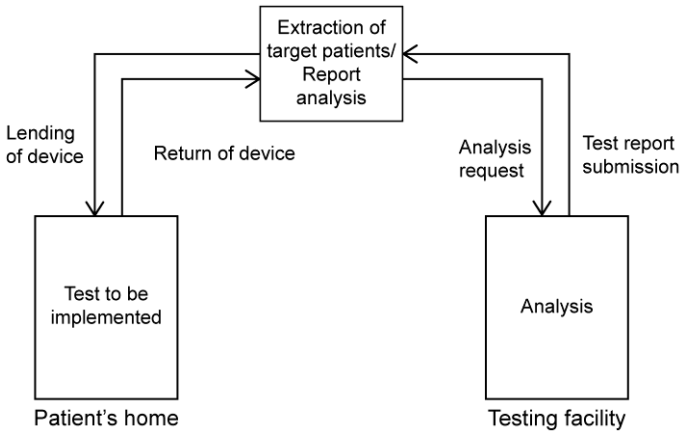 Extraction of
target patients/
Report
analysis
Lending
of device
Return of device
Analysis
request
Test report
submission
Test to be
implemented
Analysis
Patient's home
Testing facility